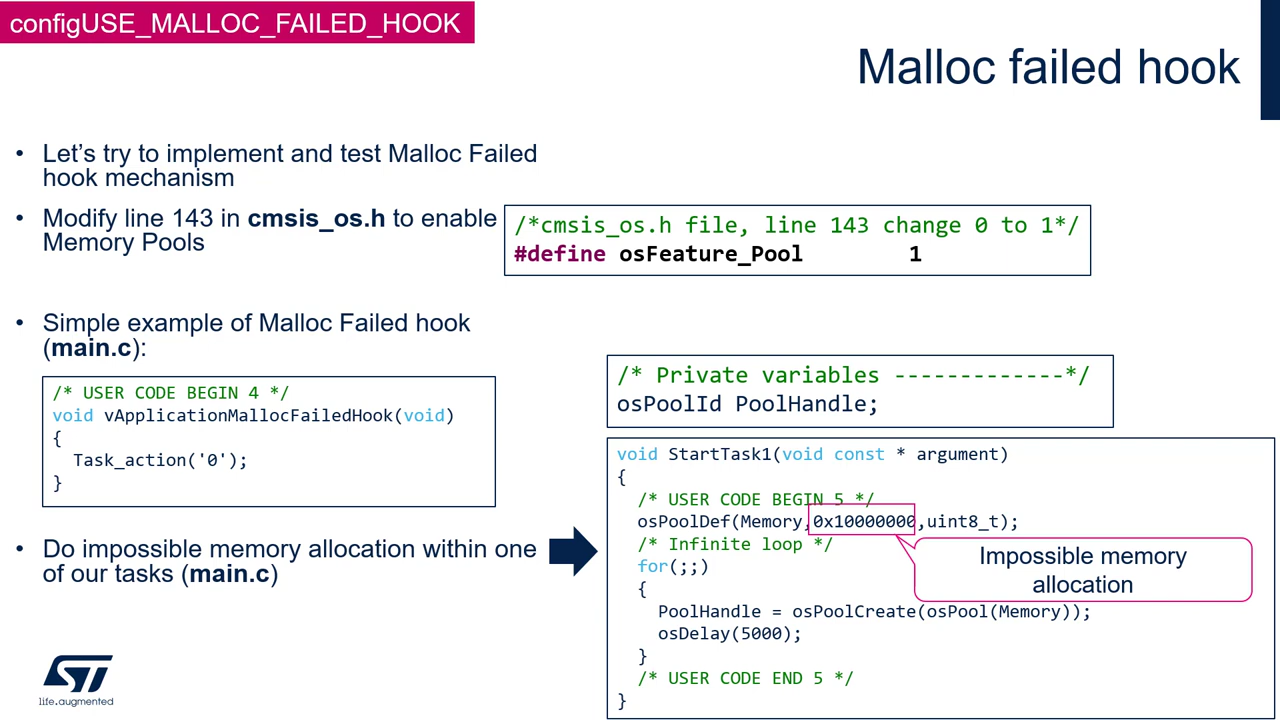 configUSE_MALLOC_FAILED_HOOK
Malloc failed hook
• Let's try to implement and test Malloc Failed
hook mechanism
• Modify line 143 in cmsis_os.h to enable
Memory Pools
/*cmsis_os.h file, line 143 change 0 to 1*/
#define osFeature_Pool 1
• Simple example of Malloc Failed hook
(main.c):
/* USER CODE BEGIN 4 */
void vApplicationMallocFailedHook(void)
{
Task_action('0');
}
• Do impossible memory allocation within one
of our tasks (main.c)
/* Private variables -------------*/
osPoolId PoolHandle;
void StartTask1(void const * argument)
{
/* USER CODE BEGIN 5 */
osPoolDef(Memory,0x10000000,uint8_t);
/* Infinite loop */
for(;;)
{
PoolHandle = osPoolCreate(osPool(Memory));
osDelay(5000);
}
/* USER CODE END 5 */
}
Impossible memory
allocation
ST
life.augmented